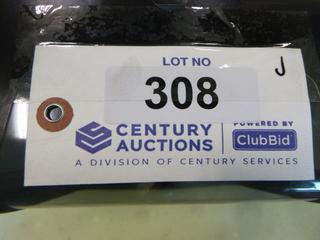 LOT NO
J
308
CENTURY
AUCTIONS
POWERED BY
ClubBid
A DIVISION OF CENTURY SERVICES